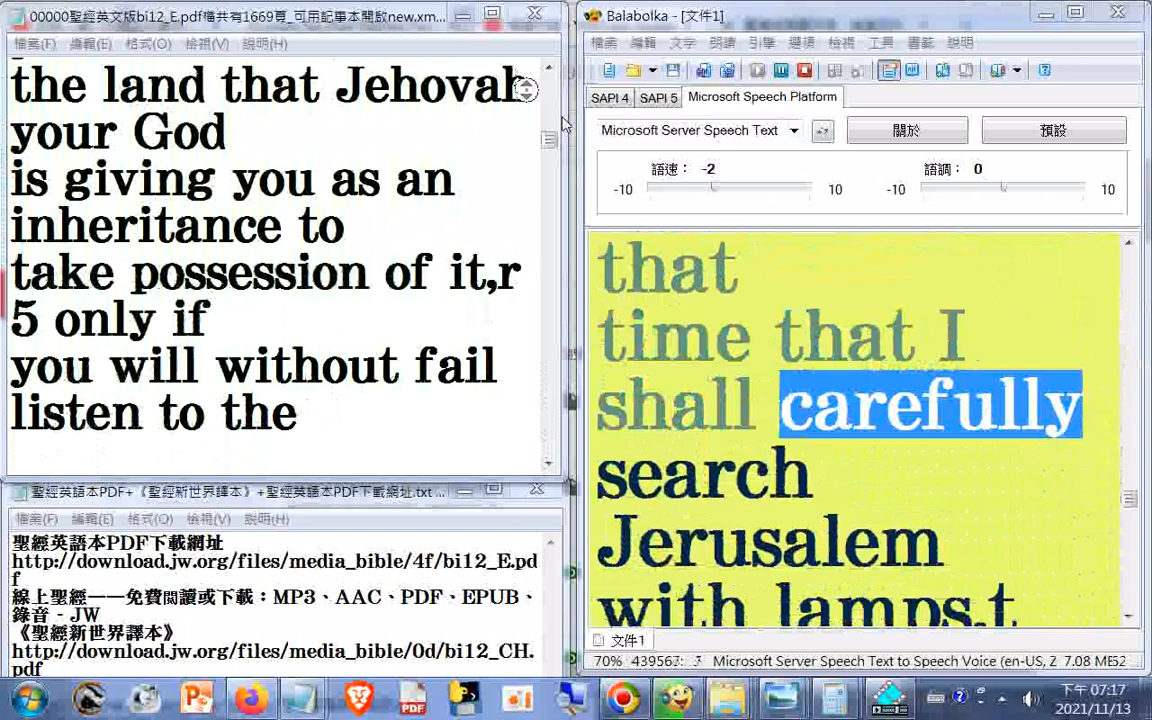 00000聖經英文版bi12_E.pdf檔共有1669頁_可用記事本開啟new.xm...
檔案(F) 編輯(E) 格式(O) 檢視(V) 說明(H)
the land that Jehovah
your God
is giving you as an
inheritance to
take possession of it,r
5 only if
you will without fail
listen to the
聖經英語本PDF+《聖經新世界譯本》+聖經英語本PDF下載網址.txt ...
檔案(F) 編輯(E) 格式(O) 檢視(V) 說明(H)
聖經英語本PDF下載網址
http://download.jw.org/files/media_bible/4f/bi12_E.pd
f
線上聖經——免費閱讀或下載：MP3、AAC、PDF、EPUB、
錄音 - JW
《聖經新世界譯本》
http://download.jw.org/files/media_bible/0d/bi12_CH.
pdf
Balabolka - [文件1]
檔案 編輯 文字 朗讀 引擎 選項 檢視 工具 書籤 說明
SAPI 4 SAPI 5 Microsoft Speech Platform
Microsoft Server Speech Text 關於 預設
語速： -2 語調： 0
-10 10 -10 10
that
time that I
shall carefully
search
Jerusalem
with lamps,t
文件1
70% Microsoft Server Speech Text to Speech Voice (en-US, Z
下午 07:17
2021/11/13